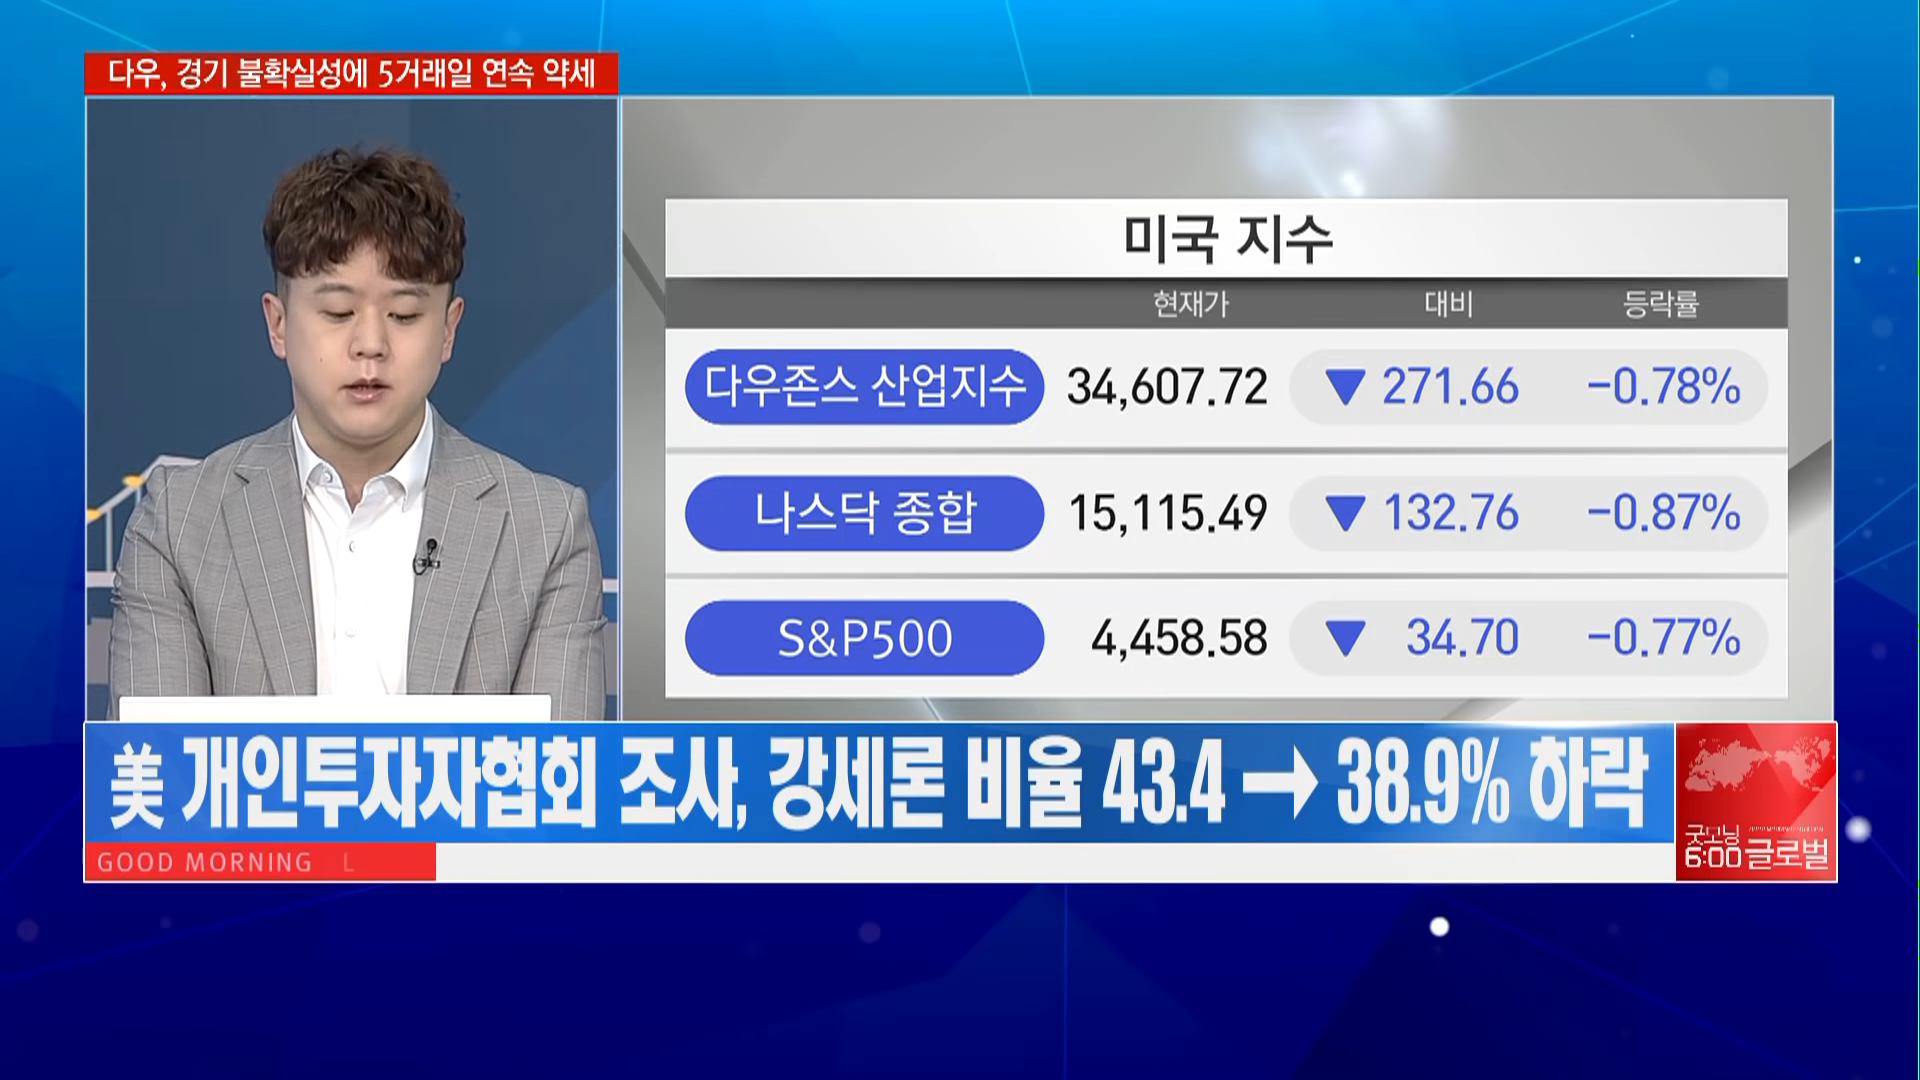 다우, 경기 불확실성에 5거래일 연속 약세
미국 지수
현재가 대비 등락률
다우존스 산업지수 34,607.72 ▼ 271.66 -0.78%
나스닥 종합 15,115.49 ▼ 132.76 -0.87%
S&P500 4,458.58 ▼ 34.70 -0.77%
美 개인투자자협회 조사, 강세론 비율 43.4 → 38.9% 하락
GOOD MORNING L
굿모닝
6:00 글로벌